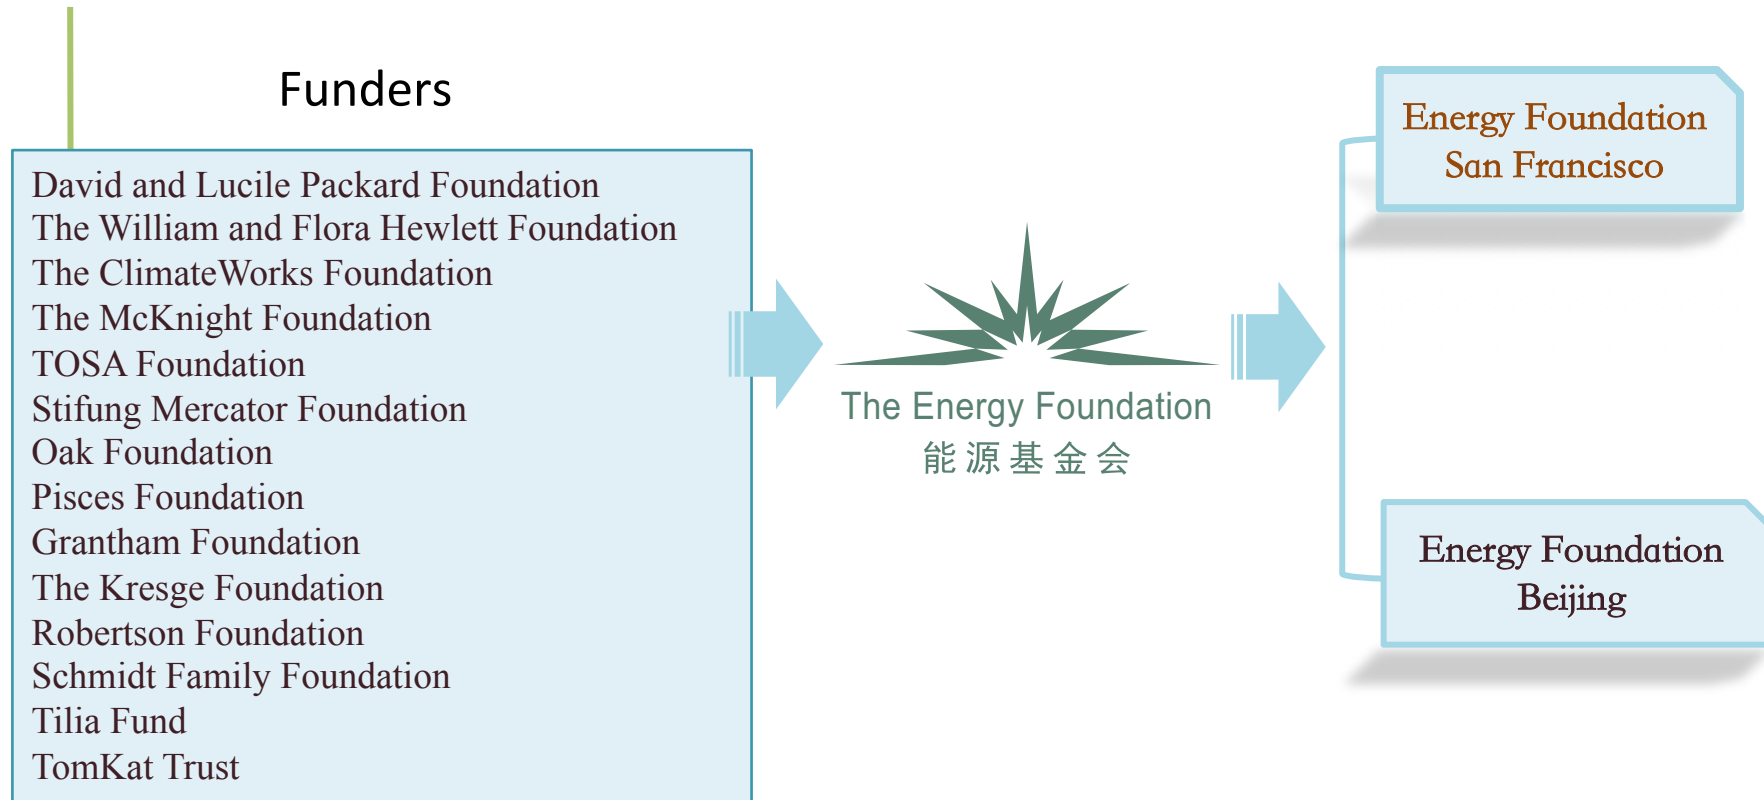 Funders
David and Lucile Packard Foundation
The William and Flora Hewlett Foundation
The ClimateWorks Foundation
The McKnight Foundation
TOSA Foundation
Stifung Mercator Foundation
Oak Foundation
Pisces Foundation
Grantham Foundation
The Kresge Foundation
Robertson Foundation
Schmidt Family Foundation
Tilia Fund
TomKat Trust
The Energy Foundation
能源基金会
Energy Foundation
San Francisco
Energy Foundation
Beijing